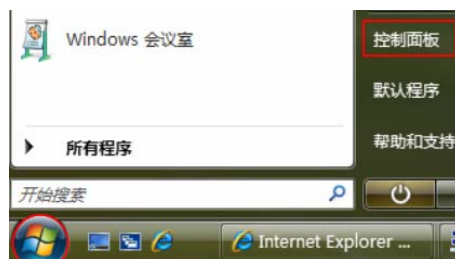 Windows 会议室
控制面板
默认程序
所有程序
帮助和支持
开始搜索
Internet Explorer ...